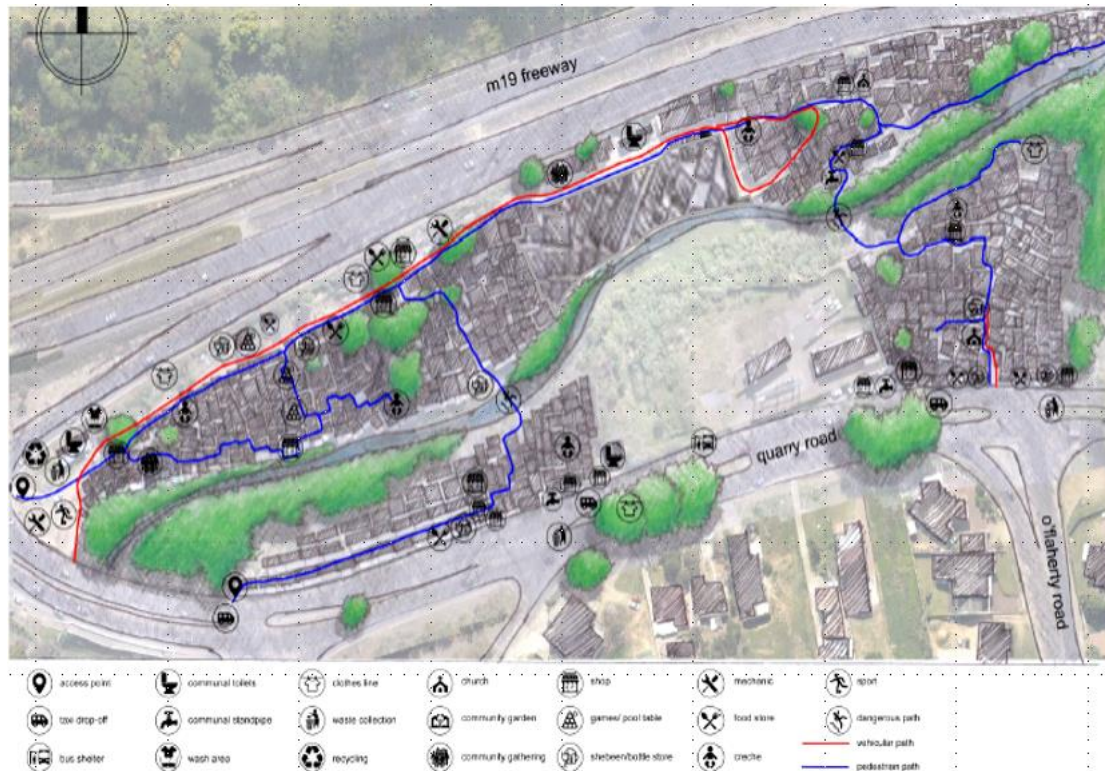 m19 freeway
quarry road
o'flaherty road
access point
communal toilets
clothes line
church
shop
mechanic
sport
taxi drop-off
communal standpipe
waste collection
community garden
games/ pool table
food store
dangerous path
bus shelter
wash area
recycling
community gathering
shebeen/bottle store
creche
vehicular path
pedestrian path